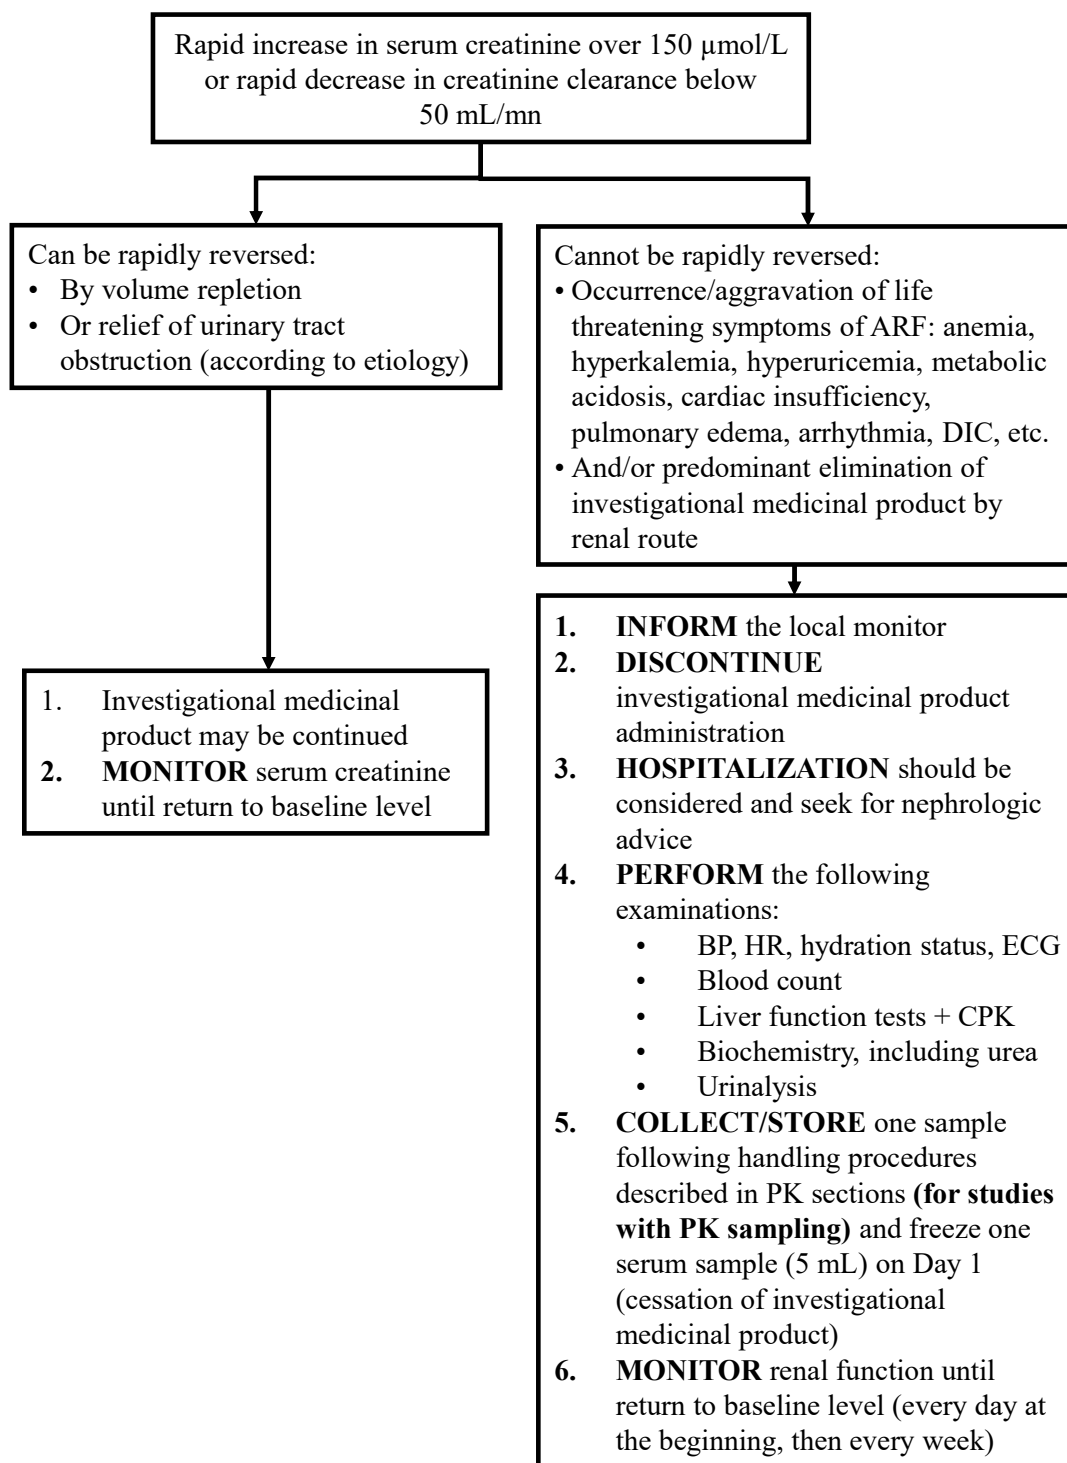 Rapid increase in serum creatinine over 150 µmol/L
or rapid decrease in creatinine clearance below
50 mL/mn
Can be rapidly reversed:
• By volume repletion
• Or relief of urinary tract
obstruction (according to etiology)
1. Investigational medicinal
product may be continued
2. MONITOR serum creatinine
until return to baseline level
Cannot be rapidly reversed:
• Occurrence/aggravation of life
threatening symptoms of ARF: anemia,
hyperkalemia, hyperuricemia, metabolic
acidosis, cardiac insufficiency,
pulmonary edema, arrhythmia, DIC, etc.
• And/or predominant elimination of
investigational medicinal product by
renal route
1. INFORM the local monitor
2. DISCONTINUE
investigational medicinal product
administration
3. HOSPITALIZATION should be
considered and seek for nephrologic
advice
4. PERFORM the following
examinations:
• BP, HR, hydration status, ECG
• Blood count
• Liver function tests + CPK
• Biochemistry, including urea
• Urinalysis
5. COLLECT/STORE one sample
following handling procedures
described in PK sections (for studies
with PK sampling) and freeze one
serum sample (5 mL) on Day 1
(cessation of investigational
medicinal product)
6. MONITOR renal function until
return to baseline level (every day at
the beginning, then every week)